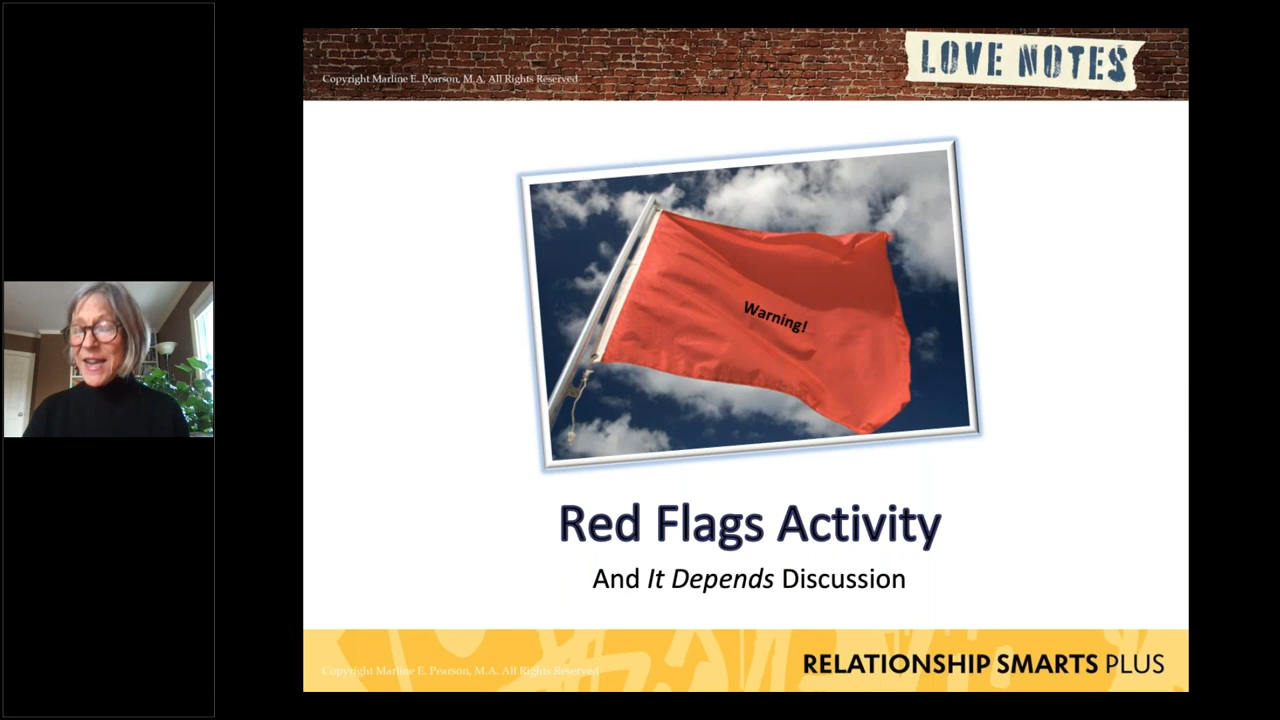 Copyright Marline E. Pearson, M.A. All Rights Reserved
LOVE NOTES
Warning!
Red Flags Activity
And It Depends Discussion
Copyright Marline E. Pearson, M.A. All Rights Reserved
RELATIONSHIP SMARTS PLUS